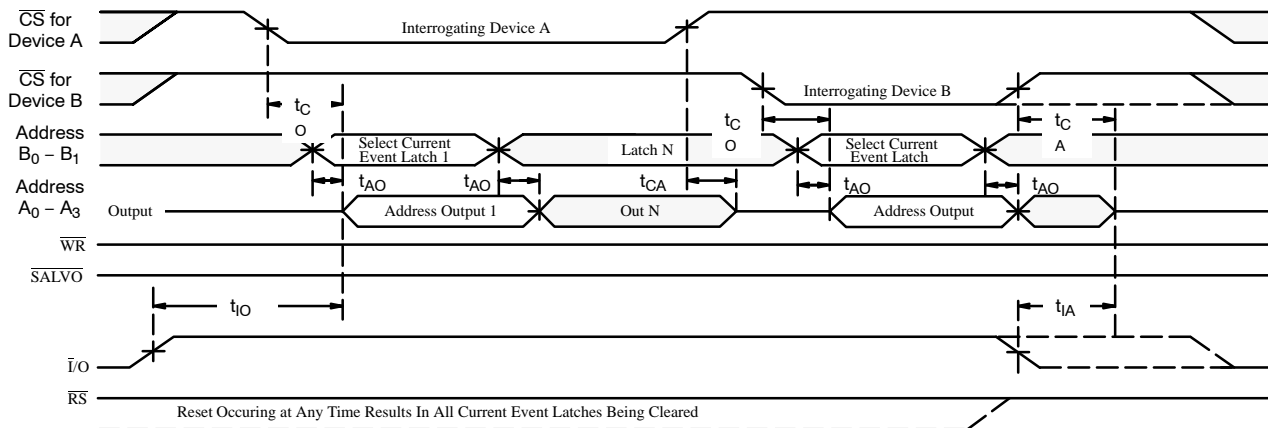 CS for
Device A
Interrogating Device A
CS for
Device B
Interrogating Device B
tC
O
tC
O
tC
A
Address
B0 – B1
Select Current
Event Latch 1
Latch N
Select Current
Event Latch
tAO
tAO
tCA
tAO
tAO
Address
A0 – A3
Output
Address Output 1
Out N
Address Output
WR
SALVO
tIO
tIA
I/O
RS
Reset Occuring at Any Time Results In All Current Event Latches Being Cleared